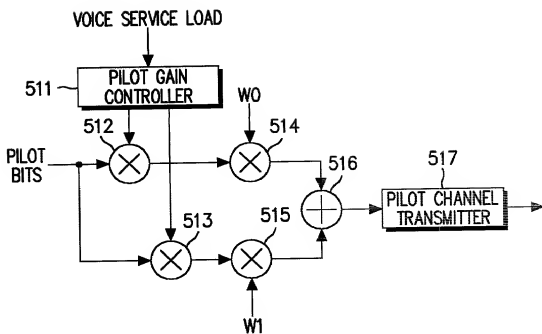 VOICE SERVICE LOAD
511
PILOT GAIN
CONTROLLER
512
W0
514
PILOT
BITS
516
517
PILOT CHANNEL
TRANSMITTER
513
515
W1